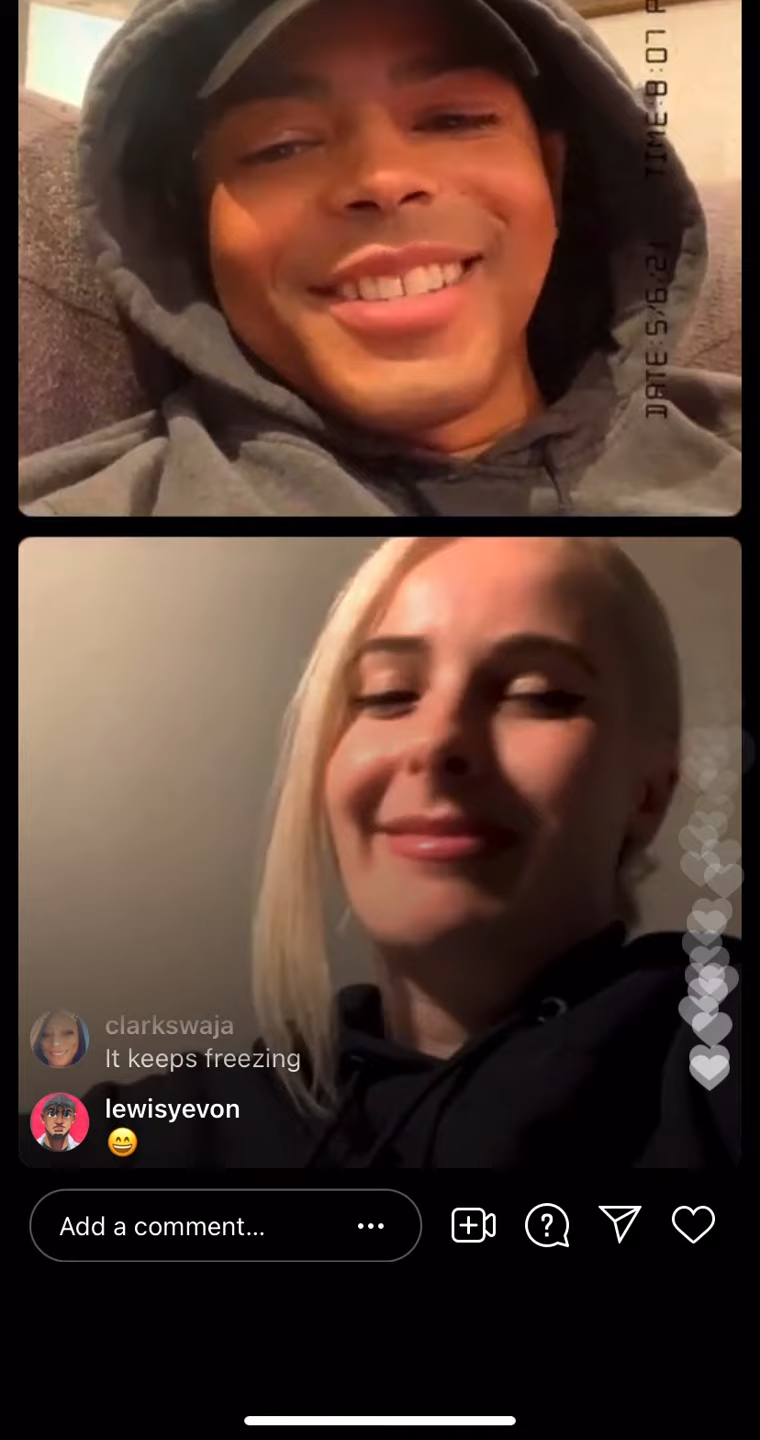 TIME:8:07 P
DATE:5/6/21
clarkswaja
It keeps freezing
lewisyevon
😄
Add a comment...